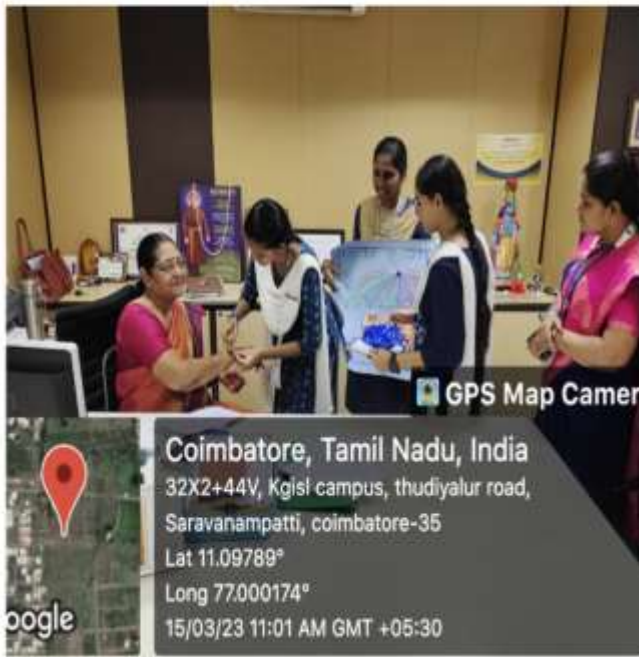 GPS Map Camer
Coimbatore, Tamil Nadu, India
32X2+44V, Kgisl campus, thudiyalur road,
Saravanampatti, coimbatore-35
Lat 11.09789°
Long 77.000174°
15/03/23 11:01 AM GMT +05:30
oogle